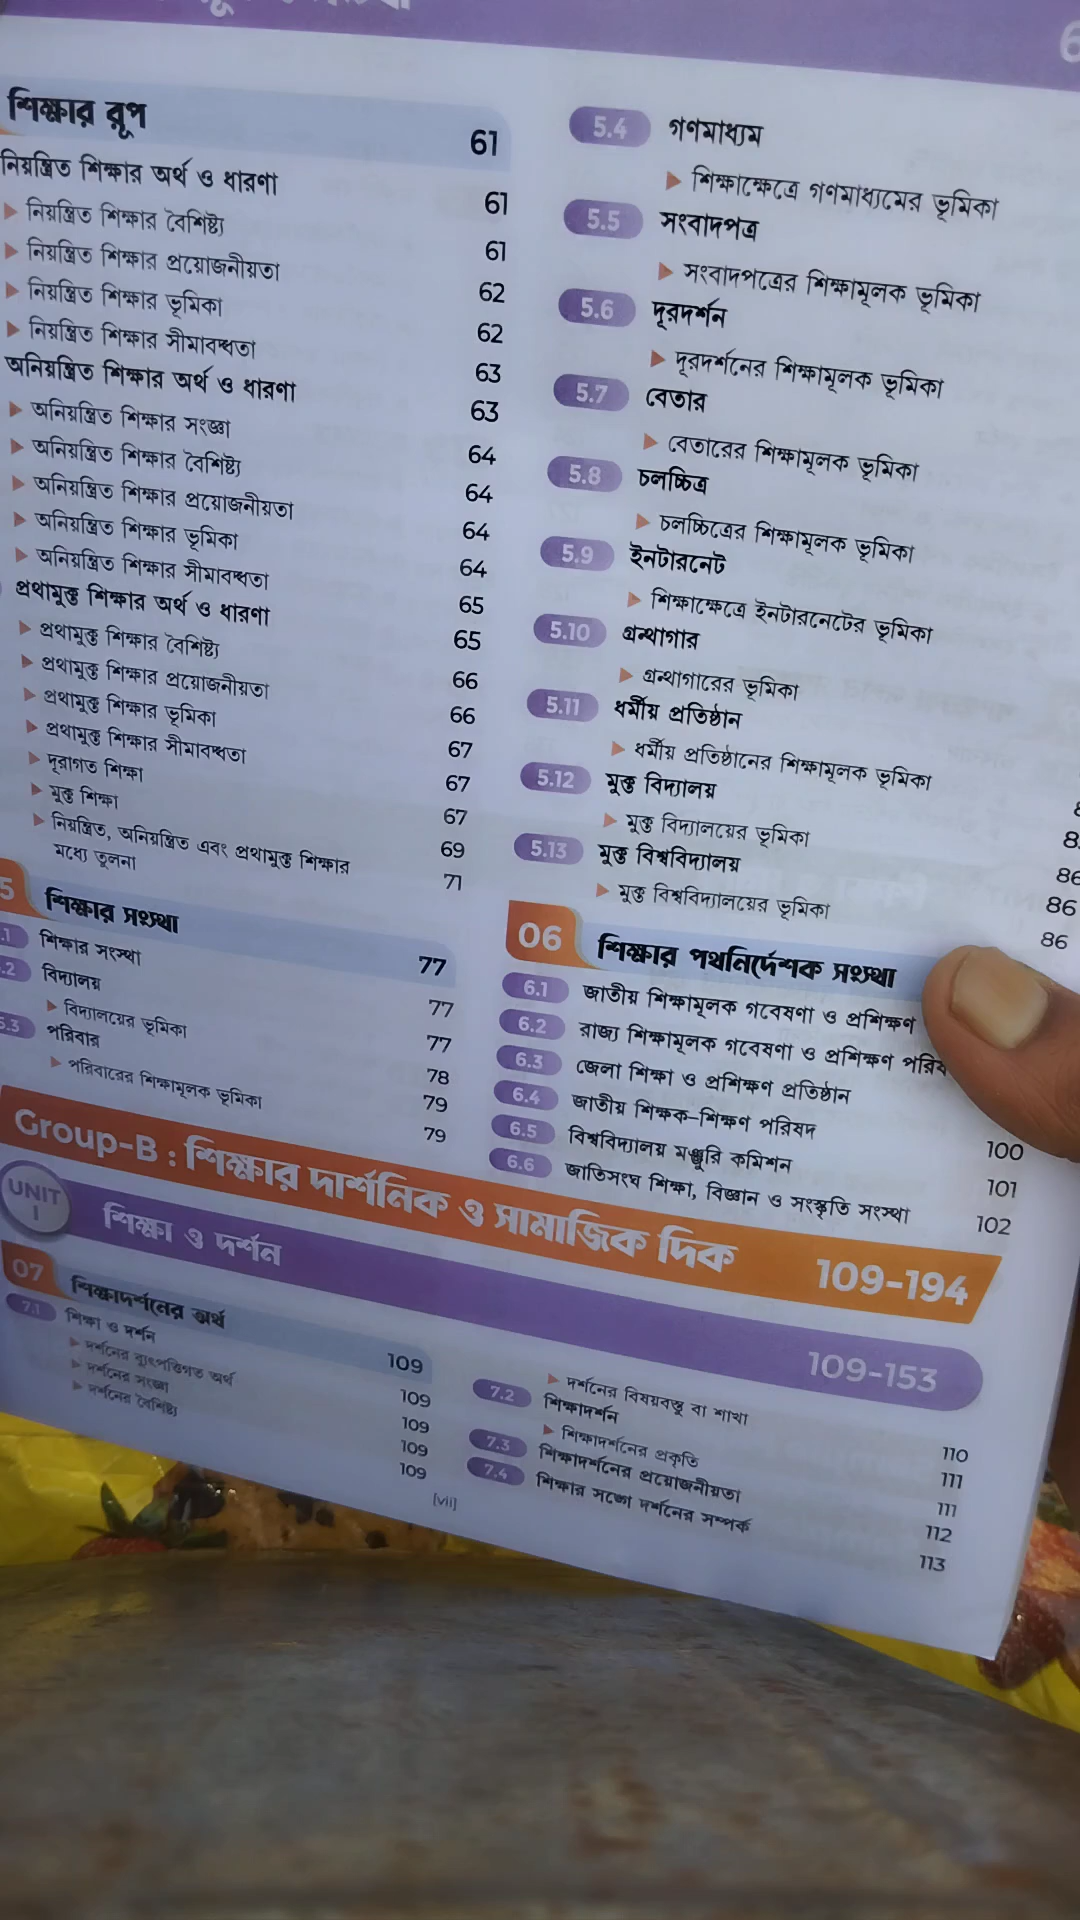 শিক্ষার রূপ 61
নিয়ন্ত্রিত শিক্ষার অর্থ ও ধারণা 61
▶ নিয়ন্ত্রিত শিক্ষার বৈশিষ্ট্য 61
▶ নিয়ন্ত্রিত শিক্ষার প্রয়োজনীয়তা 62
▶ নিয়ন্ত্রিত শিক্ষার ভূমিকা 62
▶ নিয়ন্ত্রিত শিক্ষার সীমাবদ্ধতা 63
অনিয়ন্ত্রিত শিক্ষার অর্থ ও ধারণা 63
▶ অনিয়ন্ত্রিত শিক্ষার সংজ্ঞা 64
▶ অনিয়ন্ত্রিত শিক্ষার বৈশিষ্ট্য 64
▶ অনিয়ন্ত্রিত শিক্ষার প্রয়োজনীয়তা 64
▶ অনিয়ন্ত্রিত শিক্ষার ভূমিকা 64
▶ অনিয়ন্ত্রিত শিক্ষার সীমাবদ্ধতা 65
প্রথামুক্ত শিক্ষার অর্থ ও ধারণা 65
▶ প্রথামুক্ত শিক্ষার বৈশিষ্ট্য 66
▶ প্রথামুক্ত শিক্ষার প্রয়োজনীয়তা 66
▶ প্রথামুক্ত শিক্ষার ভূমিকা 67
▶ প্রথামুক্ত শিক্ষার সীমাবদ্ধতা 67
▶ দূরাগত শিক্ষা 67
▶ মুক্ত শিক্ষা 69
▶ নিয়ন্ত্রিত, অনিয়ন্ত্রিত এবং প্রথামুক্ত শিক্ষার
মধ্যে তুলনা 71
5 শিক্ষার সংস্থা 77
.1 শিক্ষার সংস্থা 77
.2 বিদ্যালয় 77
▶ বিদ্যালয়ের ভূমিকা 78
5.3 পরিবার 79
▶ পরিবারের শিক্ষামূলক ভূমিকা 79
5.4 গণমাধ্যম
▶ শিক্ষাক্ষেত্রে গণমাধ্যমের ভূমিকা
5.5 সংবাদপত্র
▶ সংবাদপত্রের শিক্ষামূলক ভূমিকা
5.6 দূরদর্শন
▶ দূরদর্শনের শিক্ষামূলক ভূমিকা
5.7 বেতার
▶ বেতারের শিক্ষামূলক ভূমিকা
5.8 চলচ্চিত্র
▶ চলচ্চিত্রের শিক্ষামূলক ভূমিকা
5.9 ইনটারনেট
▶ শিক্ষাক্ষেত্রে ইনটারনেটের ভূমিকা
5.10 গ্রন্থাগার
▶ গ্রন্থাগারের ভূমিকা
5.11 ধর্মীয় প্রতিষ্ঠান
▶ ধর্মীয় প্রতিষ্ঠানের শিক্ষামূলক ভূমিকা
5.12 মুক্ত বিদ্যালয়
▶ মুক্ত বিদ্যালয়ের ভূমিকা
5.13 মুক্ত বিশ্ববিদ্যালয় 86
▶ মুক্ত বিশ্ববিদ্যালয়ের ভূমিকা 86
86
06 শিক্ষার পথনির্দেশক সংস্থা
6.1 জাতীয় শিক্ষামূলক গবেষণা ও প্রশিক্ষণ
6.2 রাজ্য শিক্ষামূলক গবেষণা ও প্রশিক্ষণ পরিষ
6.3 জেলা শিক্ষা ও প্রশিক্ষণ প্রতিষ্ঠান
6.4 জাতীয় শিক্ষক-শিক্ষণ পরিষদ 100
6.5 বিশ্ববিদ্যালয় মঞ্জুরি কমিশন 101
6.6 জাতিসংঘ শিক্ষা, বিজ্ঞান ও সংস্কৃতি সংস্থা 102
Group-B : শিক্ষার দার্শনিক ও সামাজিক দিক 109-194
UNIT I শিক্ষা ও দর্শন 109-153
07 শিক্ষাদর্শনের অর্থ 109
7.1 শিক্ষা ও দর্শন 109
▶ দর্শনের ব্যুৎপত্তিগত অর্থ 109
▶ দর্শনের সংজ্ঞা 109
▶ দর্শনের বৈশিষ্ট্য 109
▶ দর্শনের বিষয়বস্তু বা শাখা 110
7.2 শিক্ষাদর্শন 111
▶ শিক্ষাদর্শনের প্রকৃতি 111
7.3 শিক্ষাদর্শনের প্রয়োজনীয়তা 112
7.4 শিক্ষার সঙ্গে দর্শনের সম্পর্ক 113
[vii]